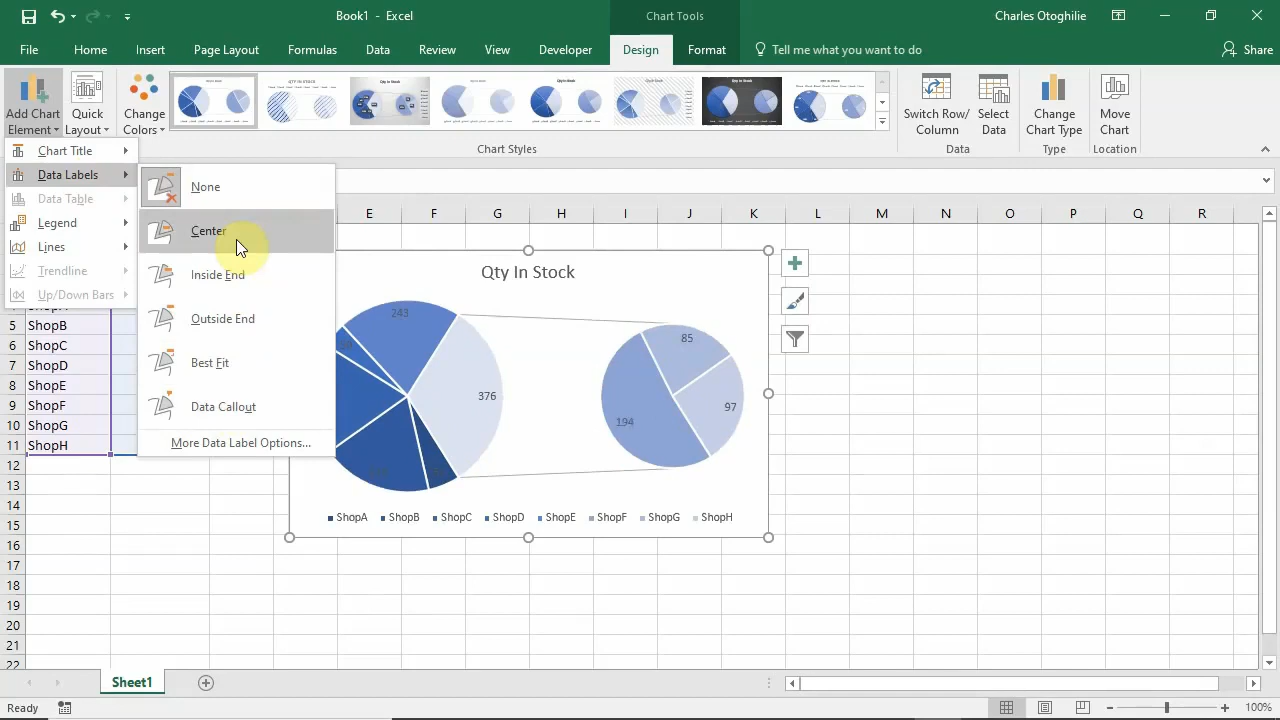 Book1 - Excel
Chart Tools
Charles Otoghilie
File Home Insert Page Layout Formulas Data Review View Developer Design Format Tell me what you want to do Share
Add Chart Element
Quick Layout
Change Colors
Switch Row/ Column
Select Data
Change Chart Type
Move Chart
Chart Styles
Data
Type
Location
Chart Title
Data Labels
Data Table
Legend
Lines
Trendline
Up/Down Bars
None
Center
Inside End
Outside End
Best Fit
Data Callout
More Data Label Options...
E F G H I J K L M N O P Q R
5 ShopB
6 ShopC
7 ShopD
8 ShopE
9 ShopF
10 ShopG
11 ShopH
12
13
14
15
16
17
18
19
20
21
22
Qty In Stock
243
376
85
97
194
ShopA ShopB ShopC ShopD ShopE ShopF ShopG ShopH
Sheet1
Ready
100%